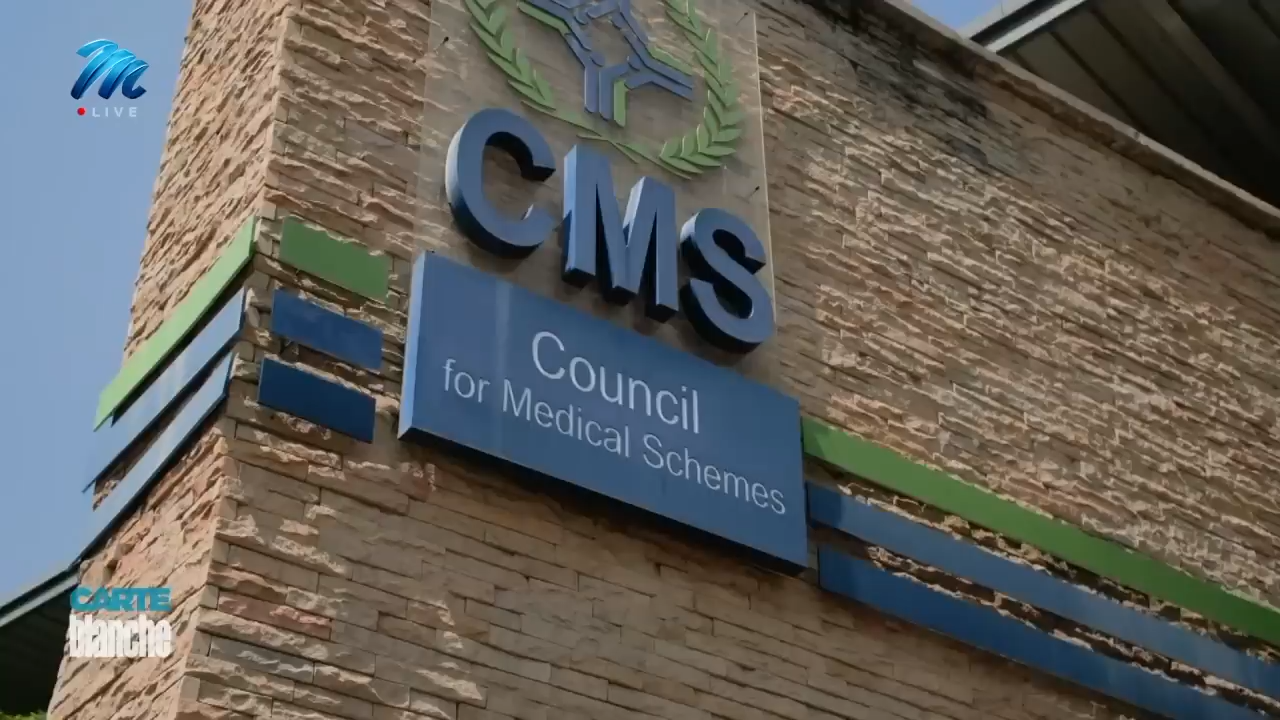 M
LIVE
CMS
Council
for Medical Schemes
CARTE
blanche